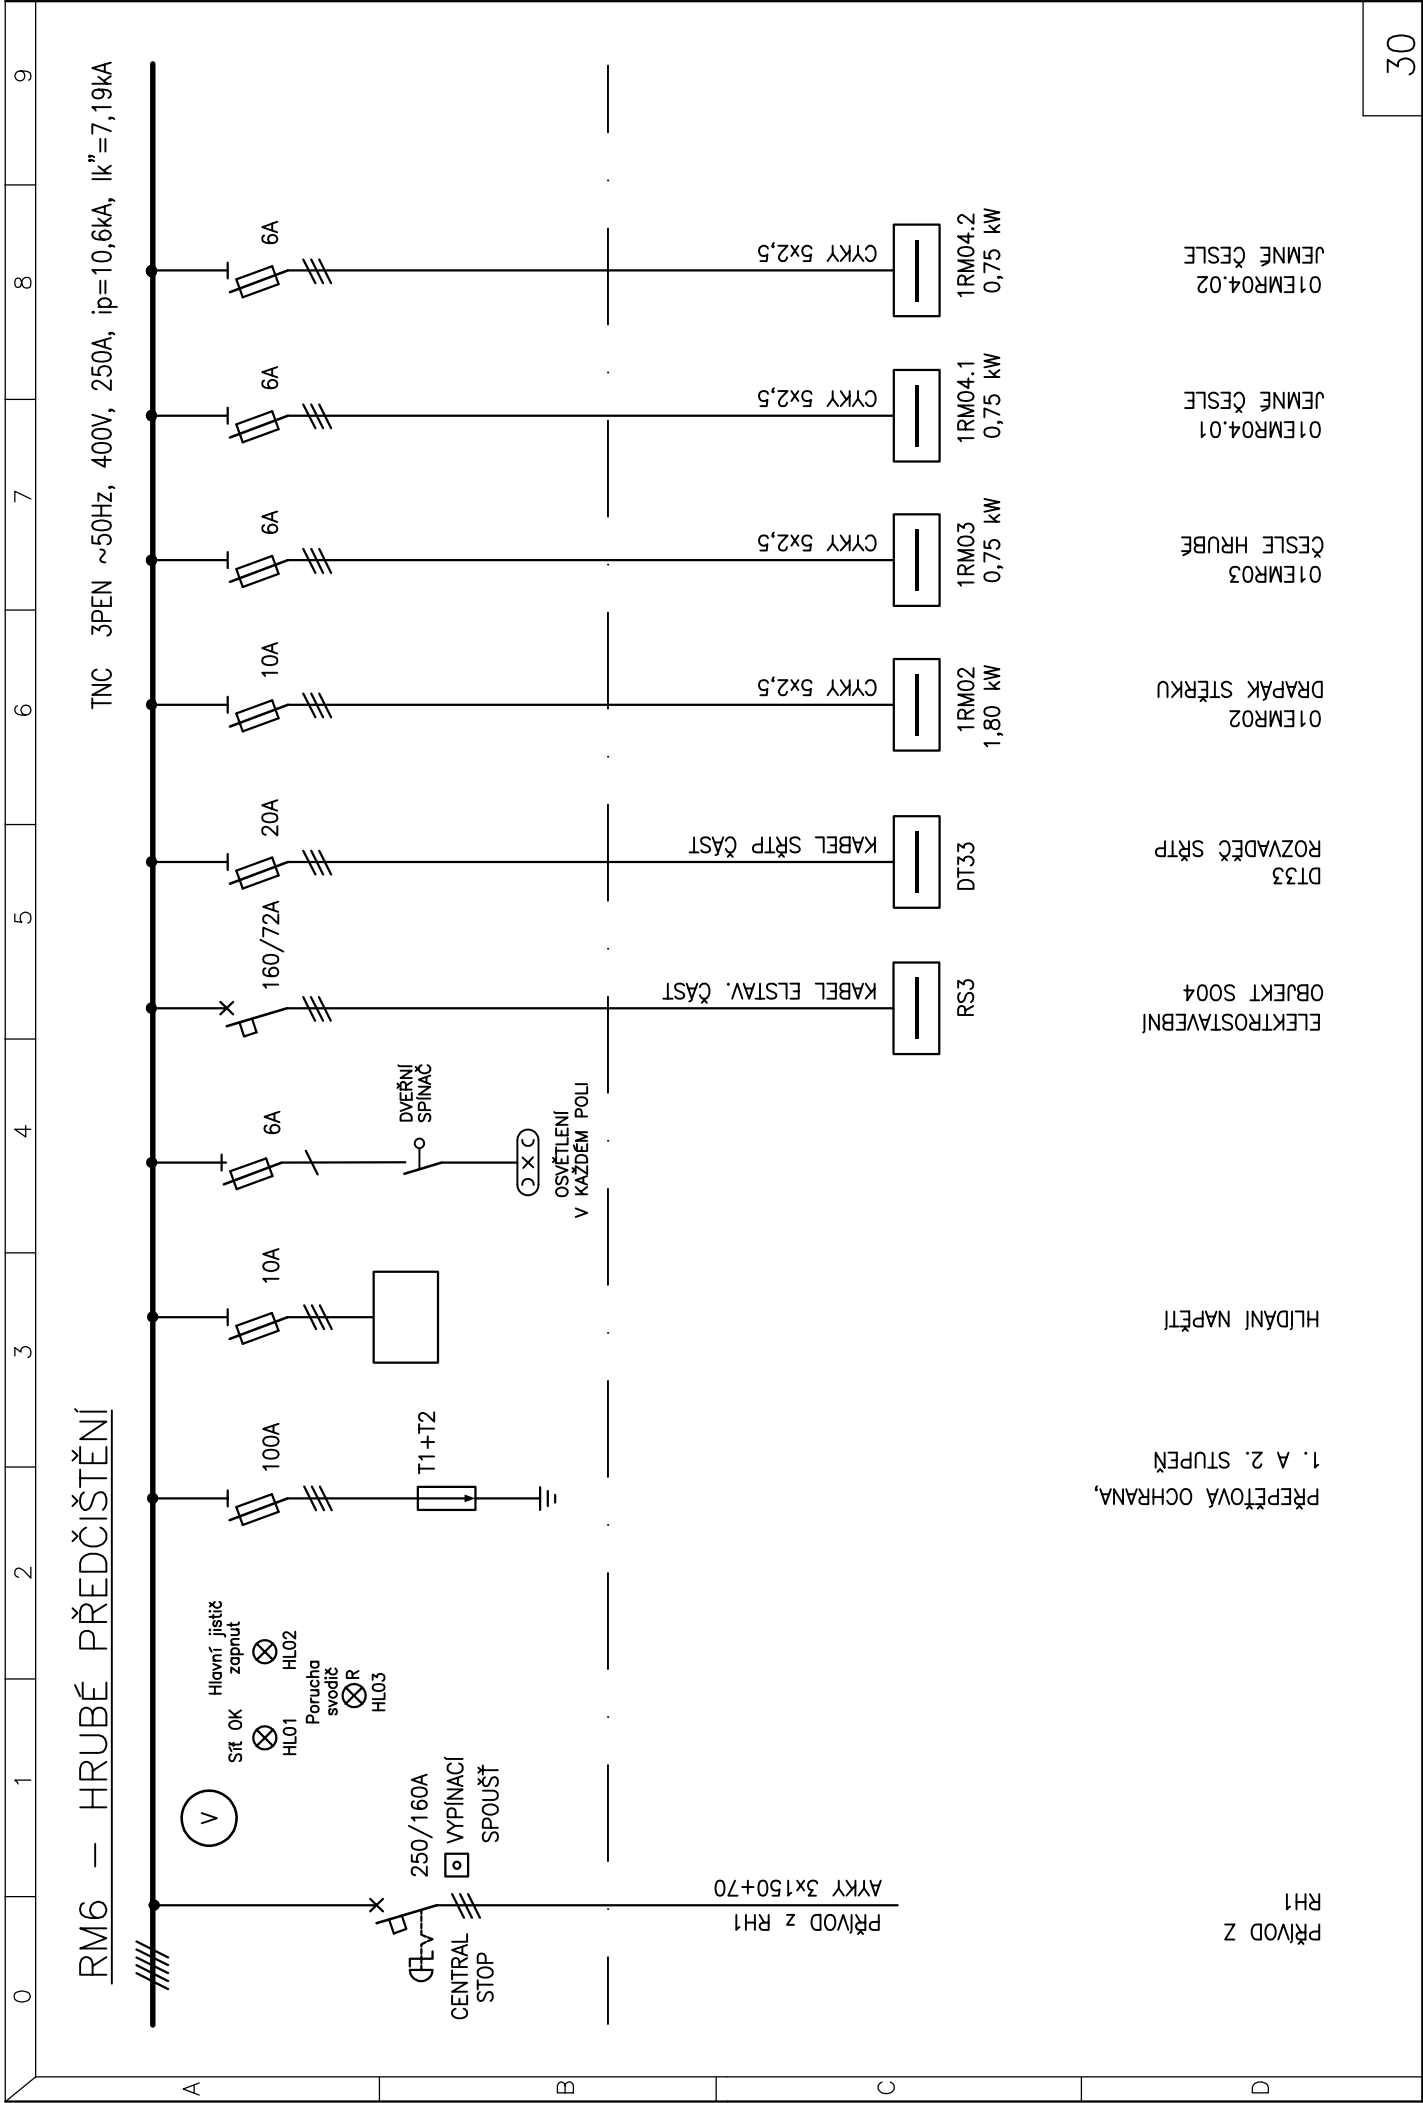 0 1 2 3 4 5 6 7 8 9
A
B
C
D
RM6 – HRUBÉ PŘEDČIŠTĚNÍ
TNC 3PEN ~50Hz, 400V, 250A, ip=10,6kA, Ik"=7,19kA
V
Síť OK
HL01
Hlavní jistič
zapnut
HL02
Porucha
svodič
R
HL03
250/160A
VYPÍNACÍ
SPOUŠŤ
CENTRAL
STOP
PŘÍVOD z RH1
AYKY 3x150+70
PŘÍVOD Z
RH1
100A
T1+T2
PŘEPĚŤOVÁ OCHRANA,
1. A 2. STUPEŇ
10A
HLÍDÁNÍ NAPĚTÍ
6A
DVEŘNÍ
SPÍNAČ
OSVĚTLENÍ
V KAŽDÉM POLI
160/72A
KABEL ELSTAV. ČÁST
RS3
ELEKTROSTAVEBNÍ
OBJEKT SO04
20A
KABEL SŘTP ČÁST
DT33
DT33
ROZVADĚČ SŘTP
10A
CYKY 5x2,5
1RM02
1,80 kW
01EMR02
DRAPÁK ŠTĚRKU
6A
CYKY 5x2,5
1RM03
0,75 kW
01EMR03
ČESLE HRUBÉ
6A
CYKY 5x2,5
1RM04.1
0,75 kW
01EMR04.01
JEMNÉ ČESLE
6A
CYKY 5x2,5
1RM04.2
0,75 kW
01EMR04.02
JEMNÉ ČESLE
30